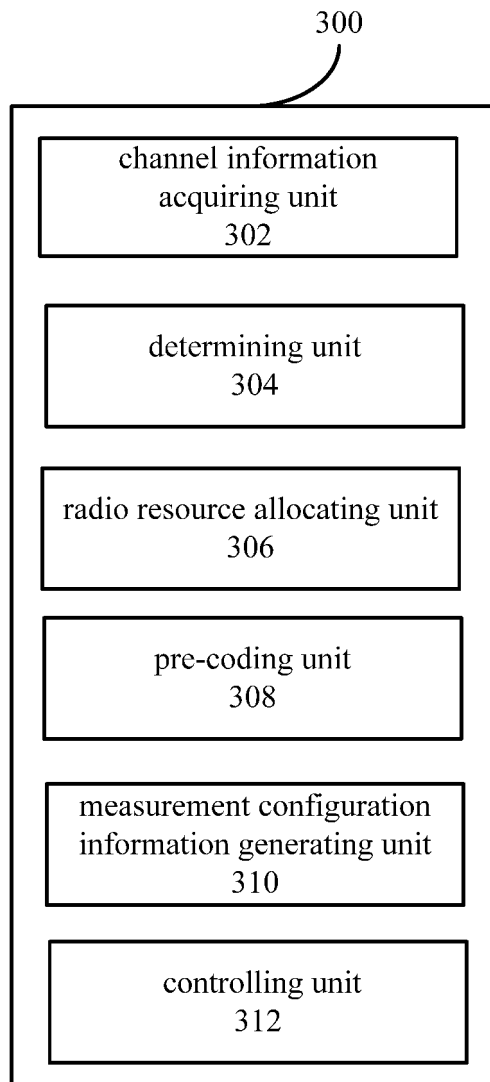 300
channel information
acquiring unit
302
determining unit
304
radio resource allocating unit
306
pre-coding unit
308
measurement configuration
information generating unit
310
controlling unit
312